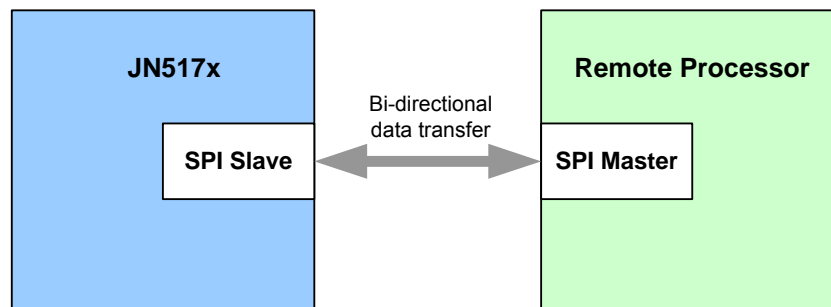 JN517x
Remote Processor
Bi-directional
data transfer
SPI Slave
SPI Master